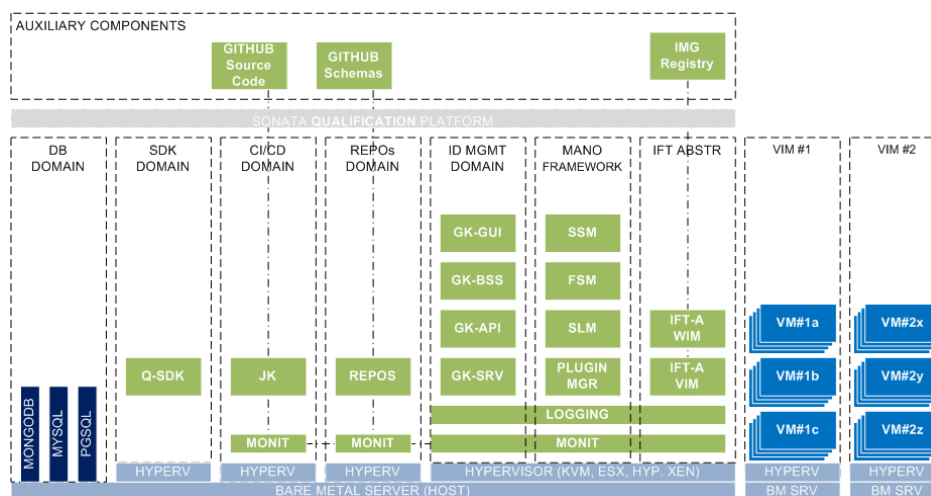 AUXILIARY COMPONENTS
GITHUB
Source
Code
GITHUB
Schemas
IMG
Registry
SONATA QUALIFICATION PLATFORM
DB
DOMAIN
SDK
DOMAIN
CI/CD
DOMAIN
REPOs
DOMAIN
ID MGMT
DOMAIN
MANO
FRAMEWORK
IFT ABSTR
VIM #1
VIM #2
GK-GUI
SSM
GK-BSS
FSM
GK-API
SLM
IFT-A
WIM
VM#1a
VM#2x
Q-SDK
JK
REPOS
GK-SRV
PLUGIN
MGR
IFT-A
VIM
VM#1b
VM#2y
MONGODB
MYSQL
PGSQL
LOGGING
MONIT
MONIT
MONIT
VM#1c
VM#2z
HYPERV
HYPERV
HYPERV
HYPERVISOR (KVM, ESX, HYP. XEN)
HYPERV
HYPERV
BARE METAL SERVER (HOST)
BM SRV
BM SRV